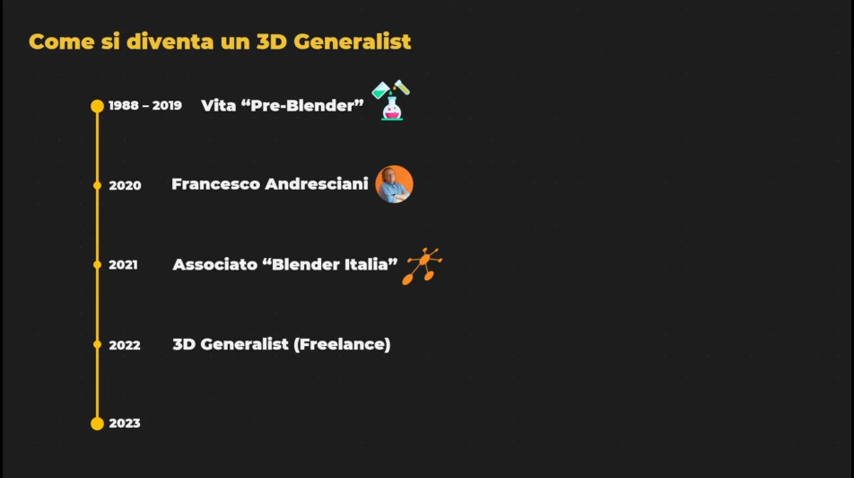 Come si diventa un 3D Generalist
1988 – 2019 Vita “Pre-Blender”
2020 Francesco Andresciani
2021 Associato “Blender Italia”
2022 3D Generalist (Freelance)
2023